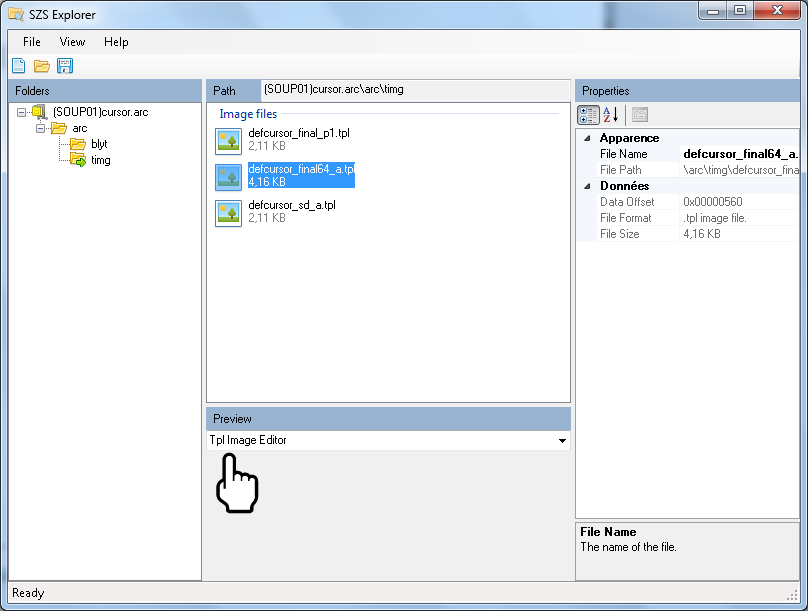 SZS Explorer
File View Help
Folders
(SOUP01)cursor.arc
arc
blyt
timg
Path (SOUP01)cursor.arc\arc\timg
Image files
defcursor_final_p1.tpl
2,11 KB
defcursor_final64_a.tpl
4,16 KB
defcursor_sd_a.tpl
2,11 KB
Preview
Tpl Image Editor
Properties
A
Z
Apparence
File Name defcursor_final64_a.
File Path \arc\timg\defcursor_fina
Données
Data Offset 0x00000560
File Format .tpl image file.
File Size 4,16 KB
File Name
The name of the file.
Ready